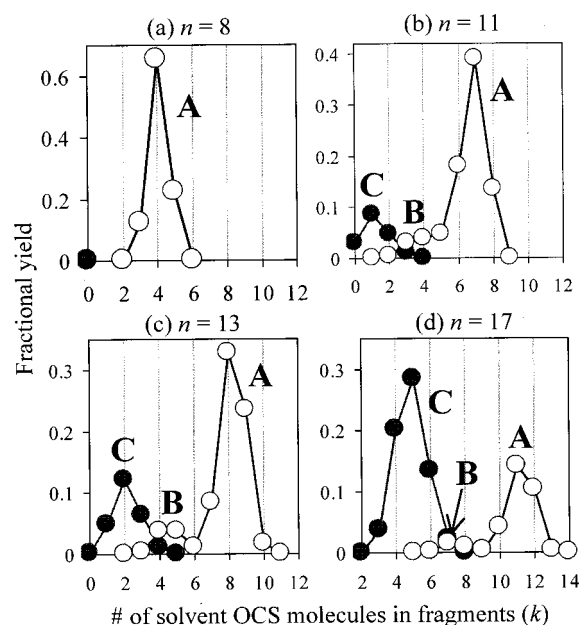 (a) n = 8
(b) n = 11
0.6
0.4
A
A
0.4
0.3
0.2
0.2
C
B
0.1
0
0
0 2 4 6 8 10 12
0 2 4 6 8 10 12
Fractional yield
(c) n = 13
(d) n = 17
0.3
0.3
A
C
0.2
0.2
A
C
B
B
0.1
0.1
0
0
0 2 4 6 8 10 12
2 4 6 8 10 12 14
# of solvent OCS molecules in fragments (k)